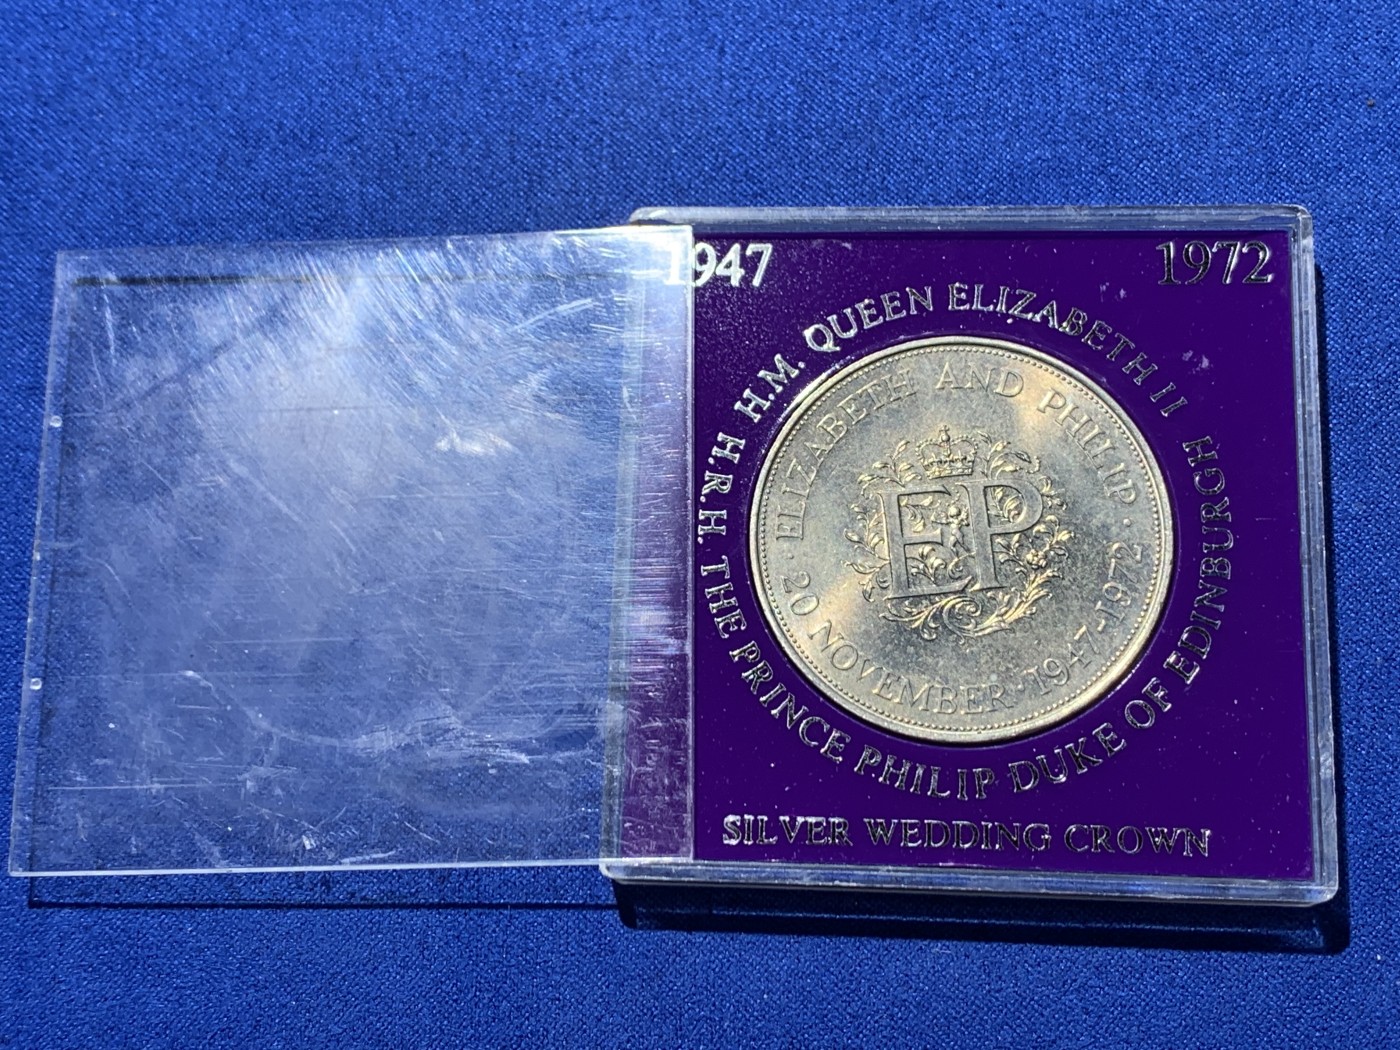 1947
1972
H.M. QUEEN ELIZABETH II
H.R.H. THE PRINCE PHILIP DUKE OF EDINBURGH
· ELIZABETH AND PHILIP ·
20 NOVEMBER · 1947-1972
EP
SILVER WEDDING CROWN